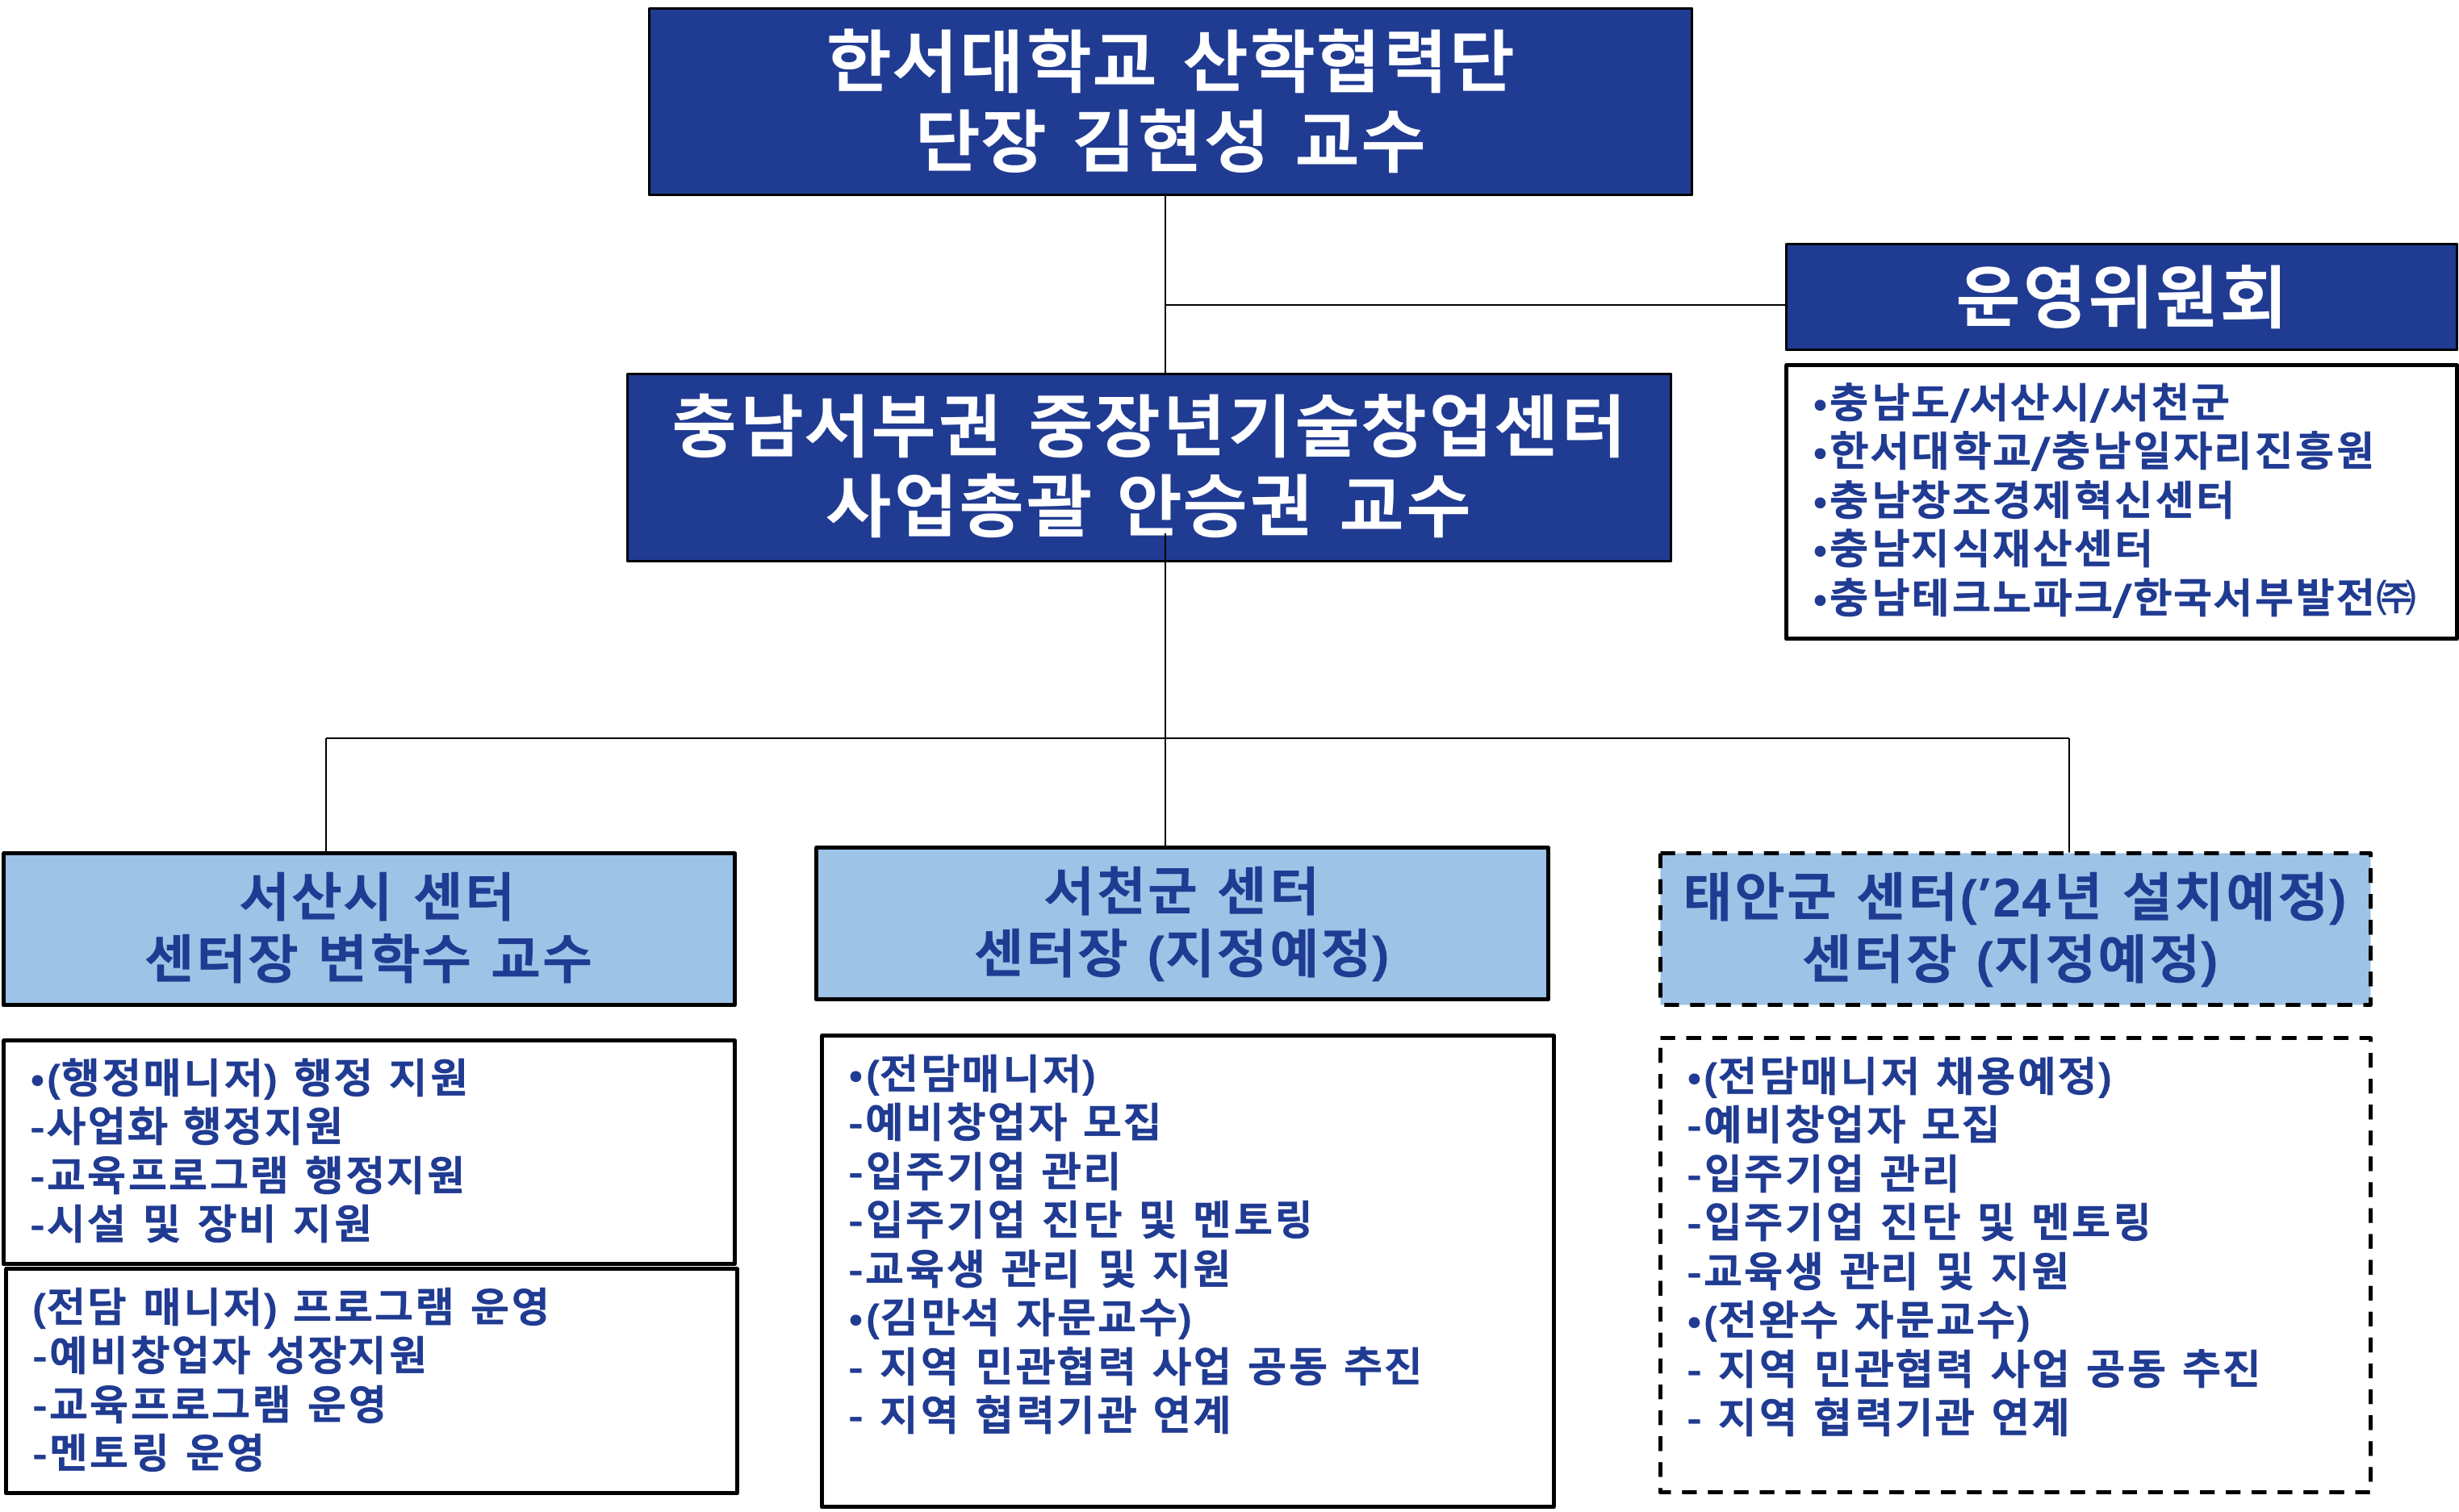 한서대학교 산학협력단
단장 김현성 교수
운영위원회
•충남도/서산시/서천군
•한서대학교/충남일자리진흥원
•충남창조경제혁신센터
•충남지식재산센터
•충남테크노파크/한국서부발전㈜
충남서부권 중장년기술창업센터
사업총괄 안승권 교수
서산시 센터
센터장 변학수 교수
•(행정매니저) 행정 지원
-사업화 행정지원
-교육프로그램 행정지원
-시설 및 장비 지원
(전담 매니저) 프로그램 운영
-예비창업자 성장지원
-교육프로그램 운영
-멘토링 운영
서천군 센터
센터장 (지정예정)
•(전담매니저)
-예비창업자 모집
-입주기업 관리
-입주기업 진단 및 멘토링
-교육생 관리 및 지원
•(김만석 자문교수)
- 지역 민관협력 사업 공동 추진
- 지역 협력기관 연계
태안군 센터(’24년 설치예정)
센터장 (지정예정)
•(전담매니저 채용예정)
-예비창업자 모집
-입주기업 관리
-입주기업 진단 및 멘토링
-교육생 관리 및 지원
•(전완수 자문교수)
- 지역 민관협력 사업 공동 추진
- 지역 협력기관 연계